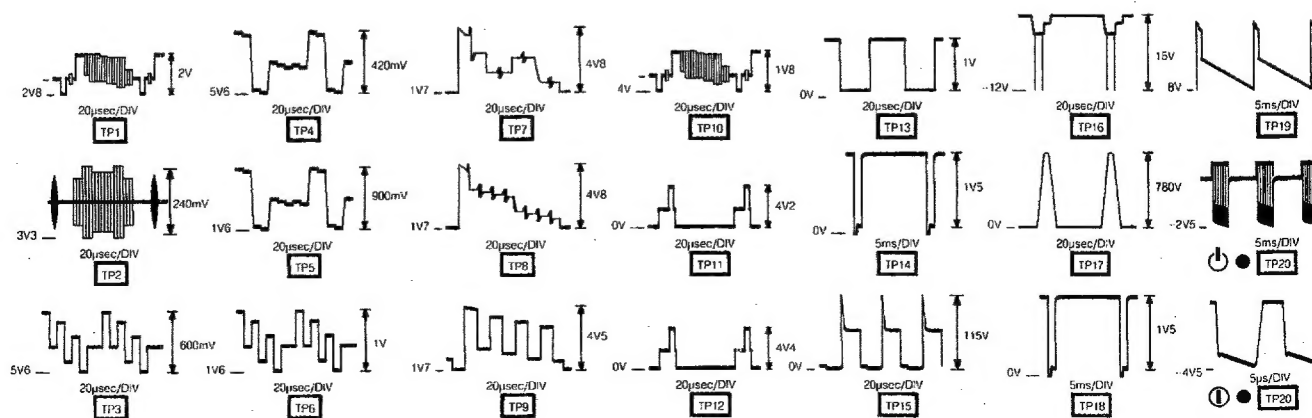 2V8 2V
20µsec/DIV
TP1
5V6 420mV
20µsec/DIV
TP4
1V7 4V8
20µsec/DIV
TP7
4V 1V8
20µsec/DIV
TP10
0V 1V
20µsec/DIV
TP13
-12V 15V
20µsec/DIV
TP16
8V
5ms/DIV
TP19
3V3 240mV
20µsec/DIV
TP2
1V6 900mV
20µsec/DIV
TP5
1V7 4V8
20µsec/DIV
TP8
0V 4V2
20µsec/DIV
TP11
0V 1V5
5ms/DIV
TP14
0V 780V
20µsec/DIV
TP17
-2V5
5ms/DIV
TP20
5V6 600mV
20µsec/DIV
TP3
1V6 1V
20µsec/DIV
TP6
1V7 4V5
20µsec/DIV
TP9
0V 4V4
20µsec/DIV
TP12
0V 115V
20µsec/DIV
TP15
0V 1V5
5ms/DIV
TP18
-4V5
5µs/DIV
TP20